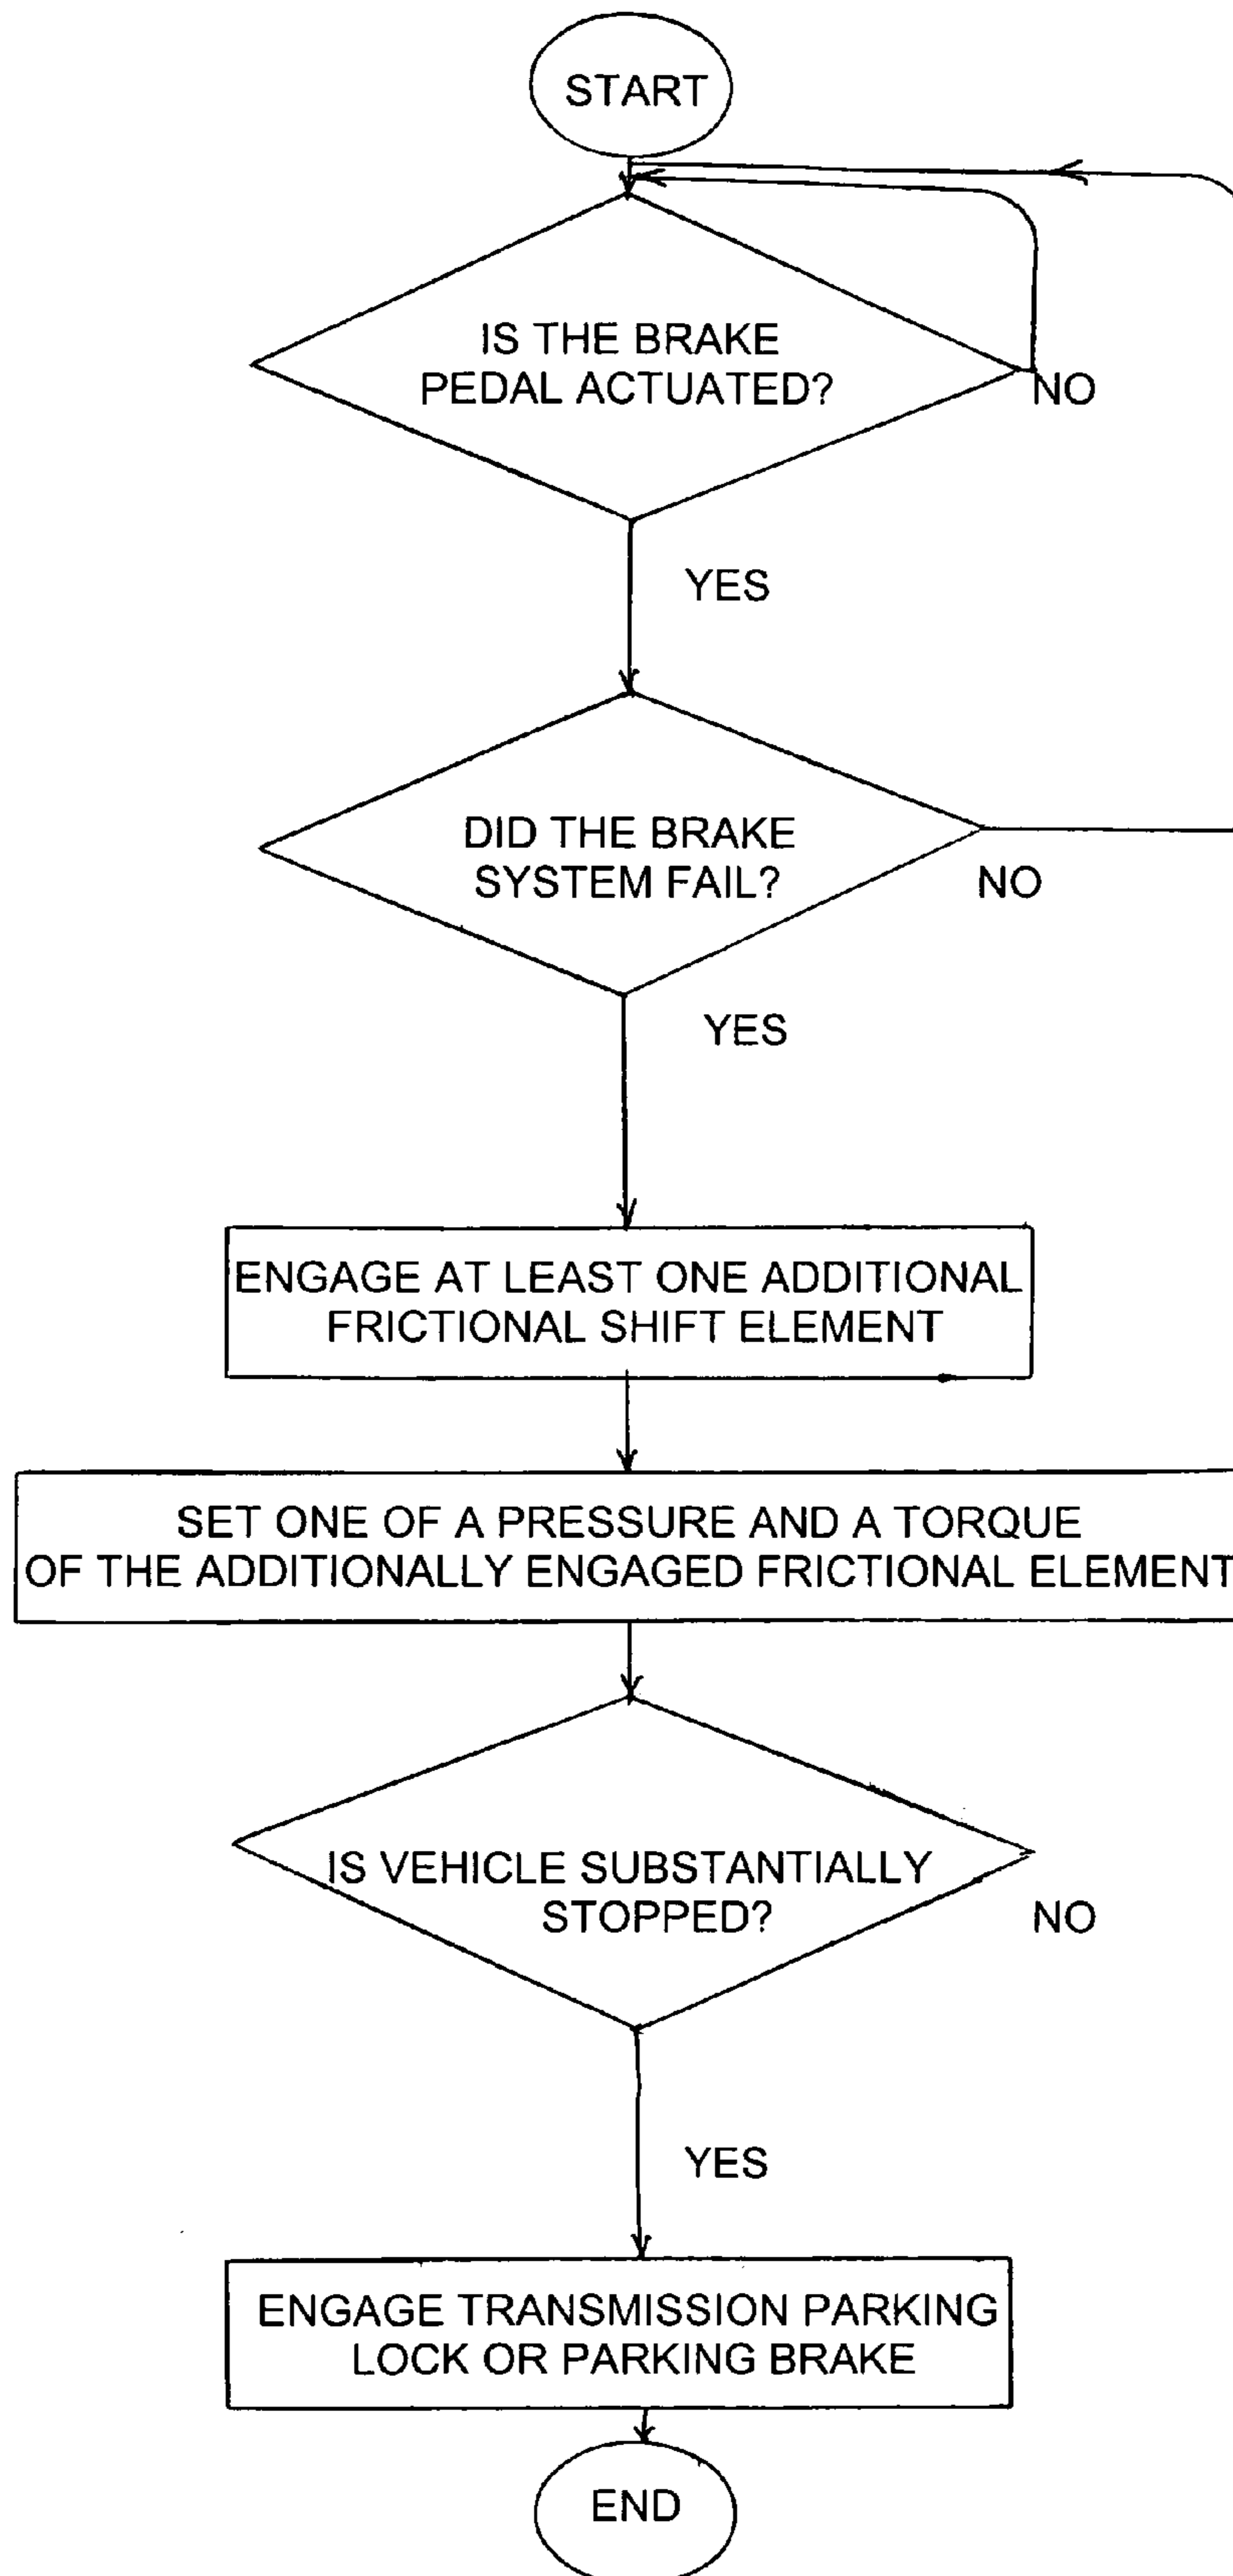 START
IS THE BRAKE
PEDAL ACTUATED?
NO
YES
DID THE BRAKE
SYSTEM FAIL?
NO
YES
ENGAGE AT LEAST ONE ADDITIONAL
FRICTIONAL SHIFT ELEMENT
SET ONE OF A PRESSURE AND A TORQUE
OF THE ADDITIONALLY ENGAGED FRICTIONAL ELEMENT
IS VEHICLE SUBSTANTIALLY
STOPPED?
NO
YES
ENGAGE TRANSMISSION PARKING
LOCK OR PARKING BRAKE
END